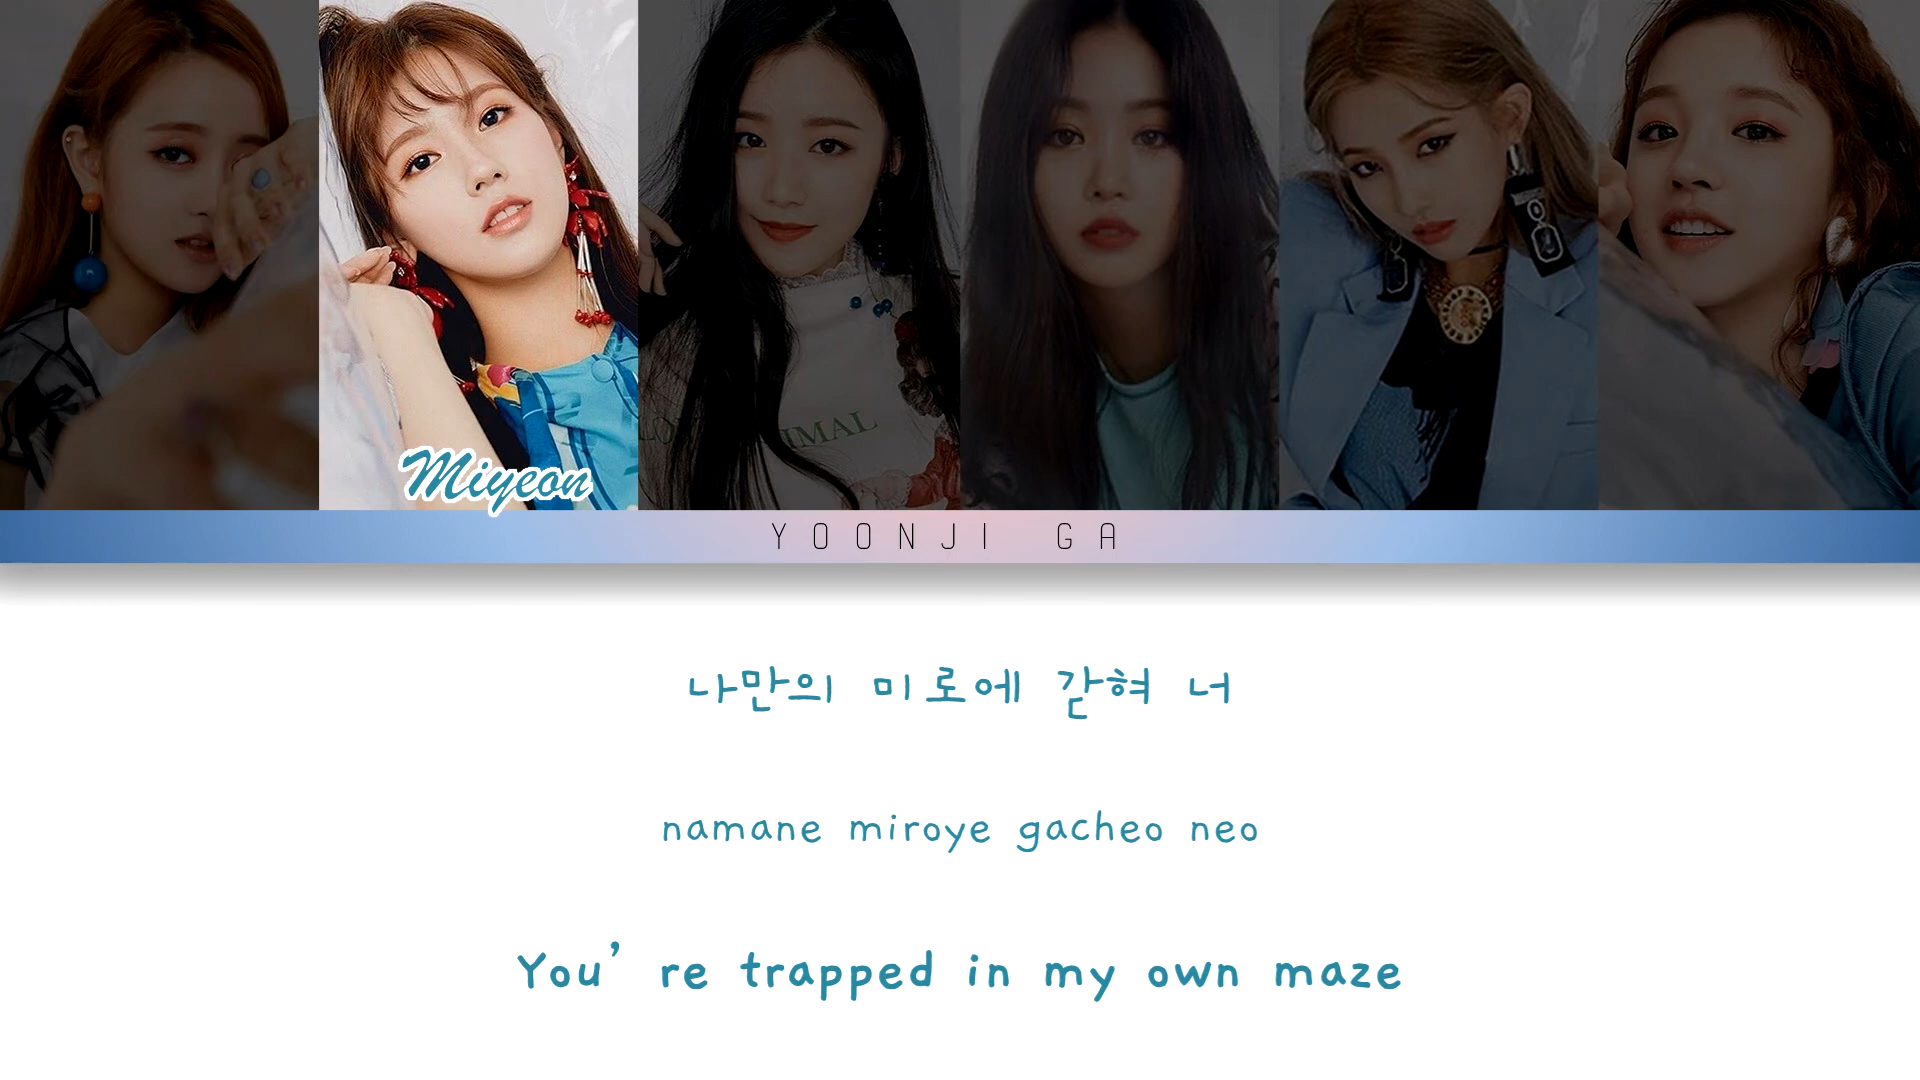 IMAL
Miyeon
YOONJI GA
나만의 미로에 갇혀 너
namane miroye gacheo neo
You're trapped in my own maze